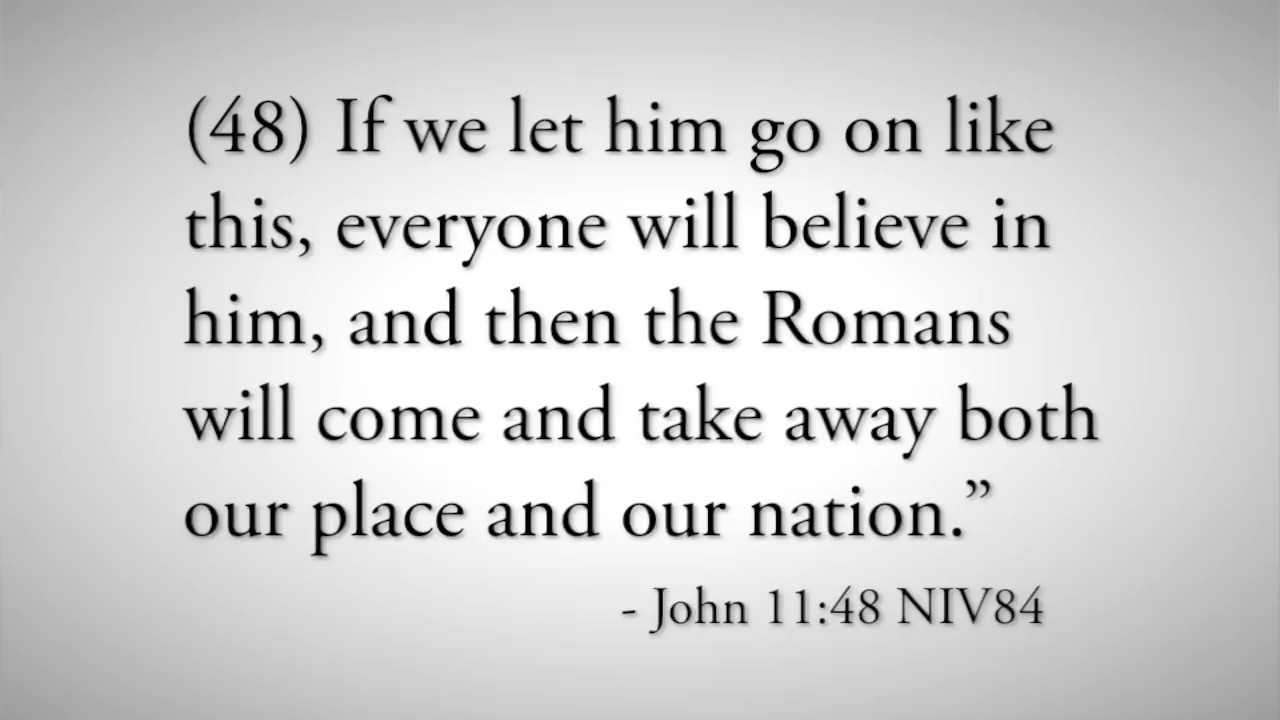 (48) If we let him go on like
this, everyone will believe in
him, and then the Romans
will come and take away both
our place and our nation.”
- John 11:48 NIV84